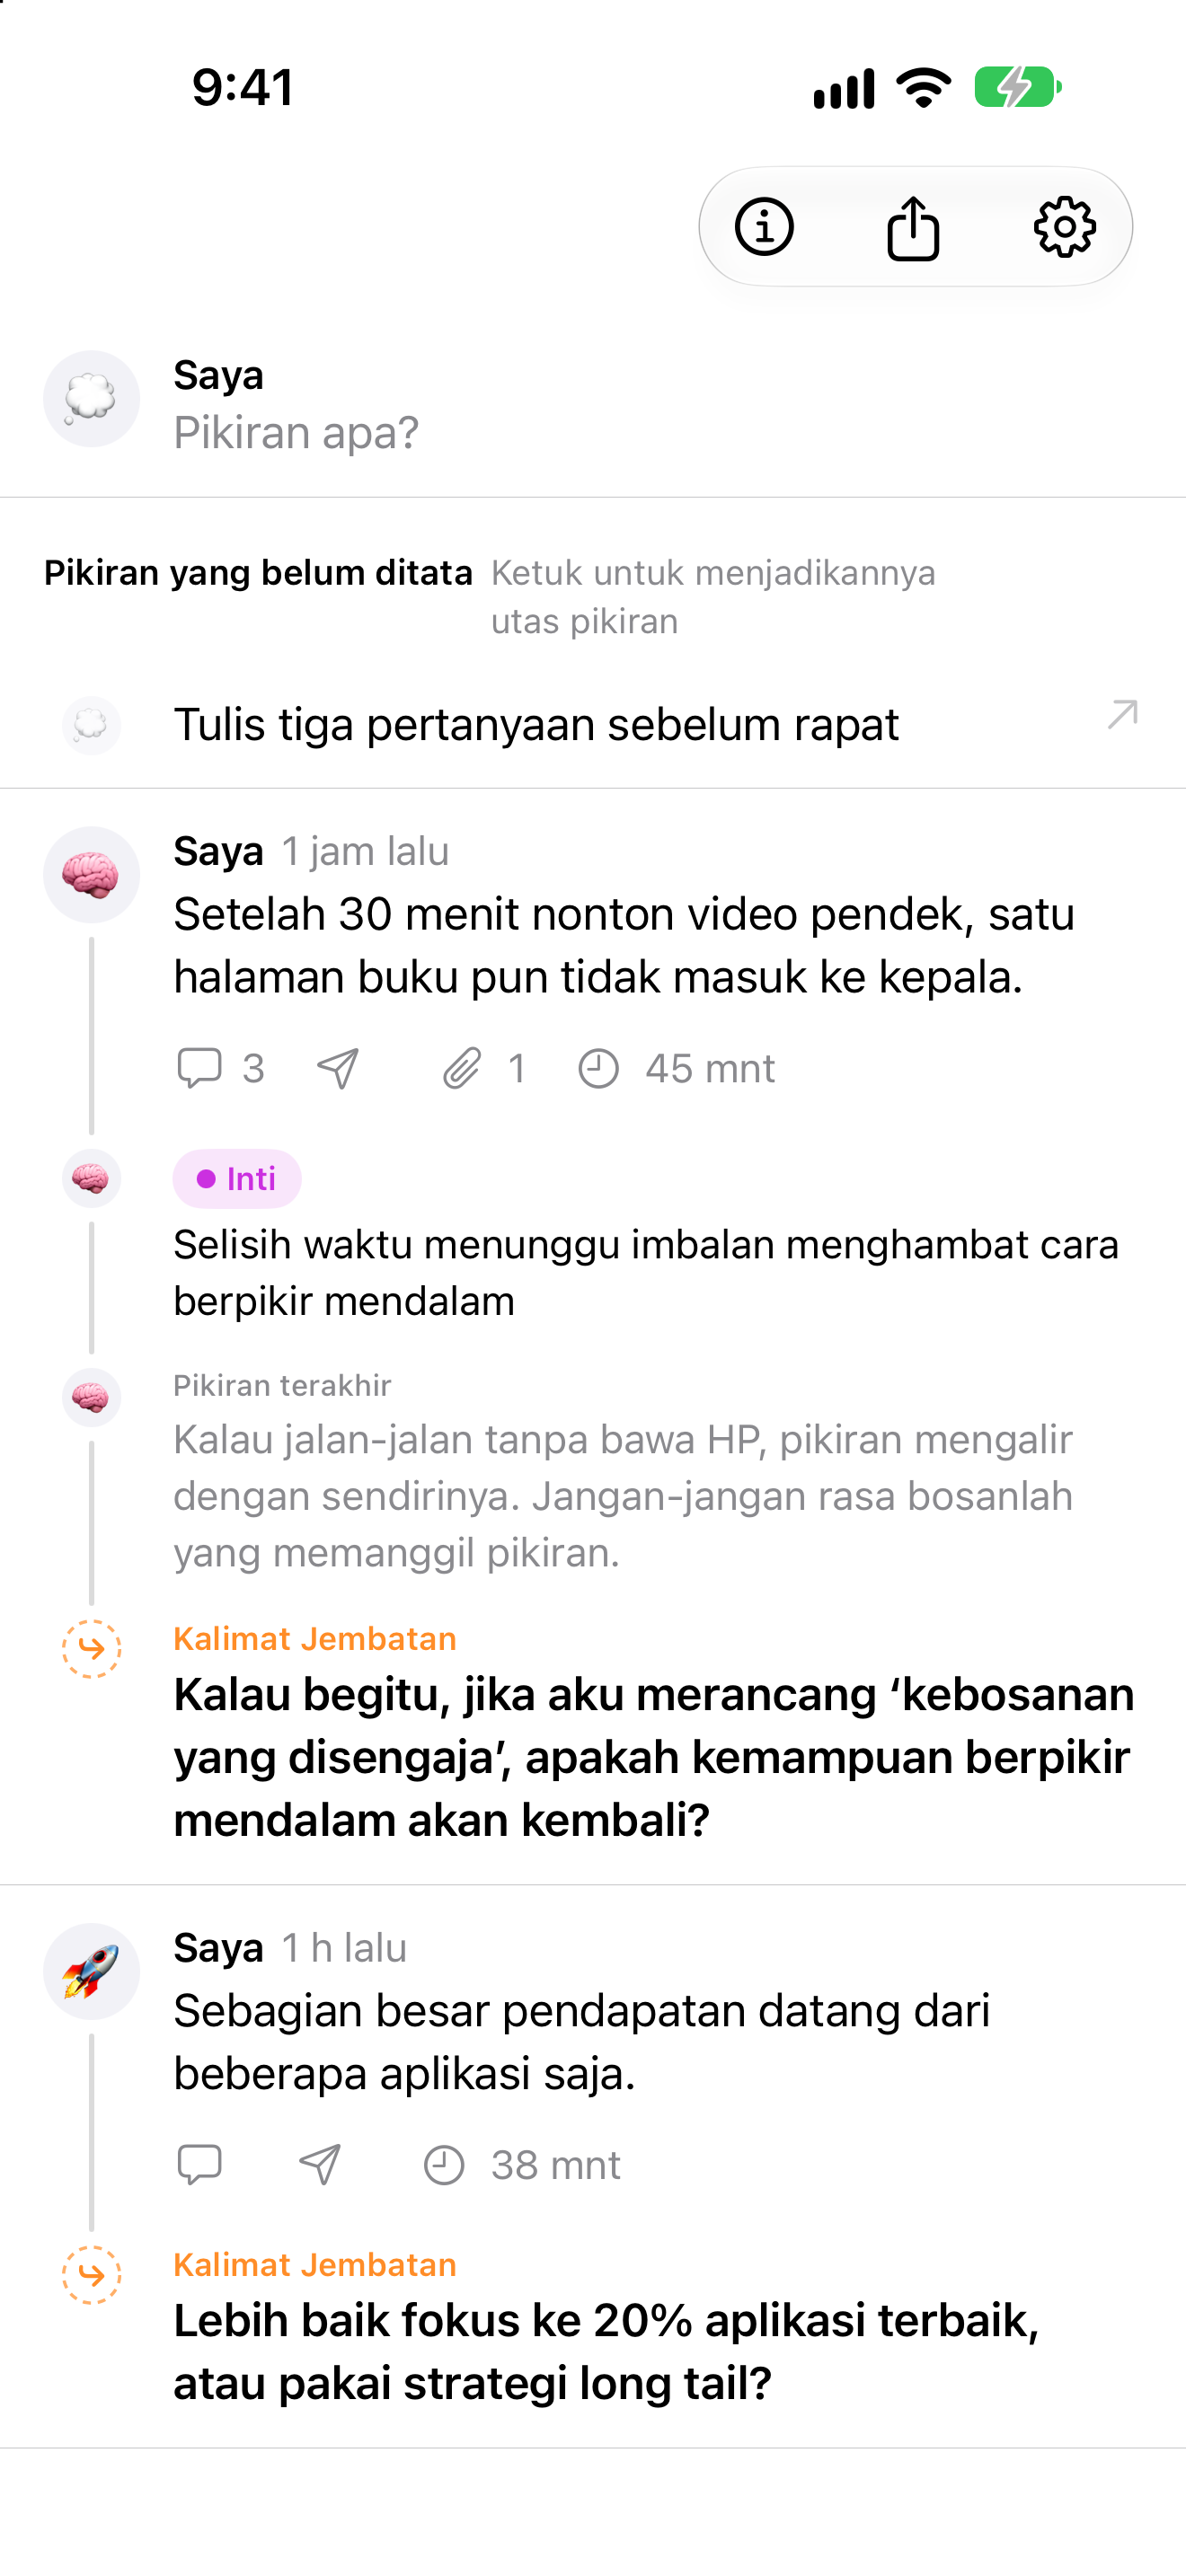 9:41
Saya
Pikiran apa?
Pikiran yang belum ditata Ketuk untuk menjadikannya
utas pikiran
Tulis tiga pertanyaan sebelum rapat
Saya 1 jam lalu
Setelah 30 menit nonton video pendek, satu
halaman buku pun tidak masuk ke kepala.
3 1 45 mnt
Inti
Selisih waktu menunggu imbalan menghambat cara
berpikir mendalam
Pikiran terakhir
Kalau jalan-jalan tanpa bawa HP, pikiran mengalir
dengan sendirinya. Jangan-jangan rasa bosanlah
yang memanggil pikiran.
Kalimat Jembatan
Kalau begitu, jika aku merancang ‘kebosanan
yang disengaja’, apakah kemampuan berpikir
mendalam akan kembali?
Saya 1 h lalu
Sebagian besar pendapatan datang dari
beberapa aplikasi saja.
38 mnt
Kalimat Jembatan
Lebih baik fokus ke 20% aplikasi terbaik,
atau pakai strategi long tail?